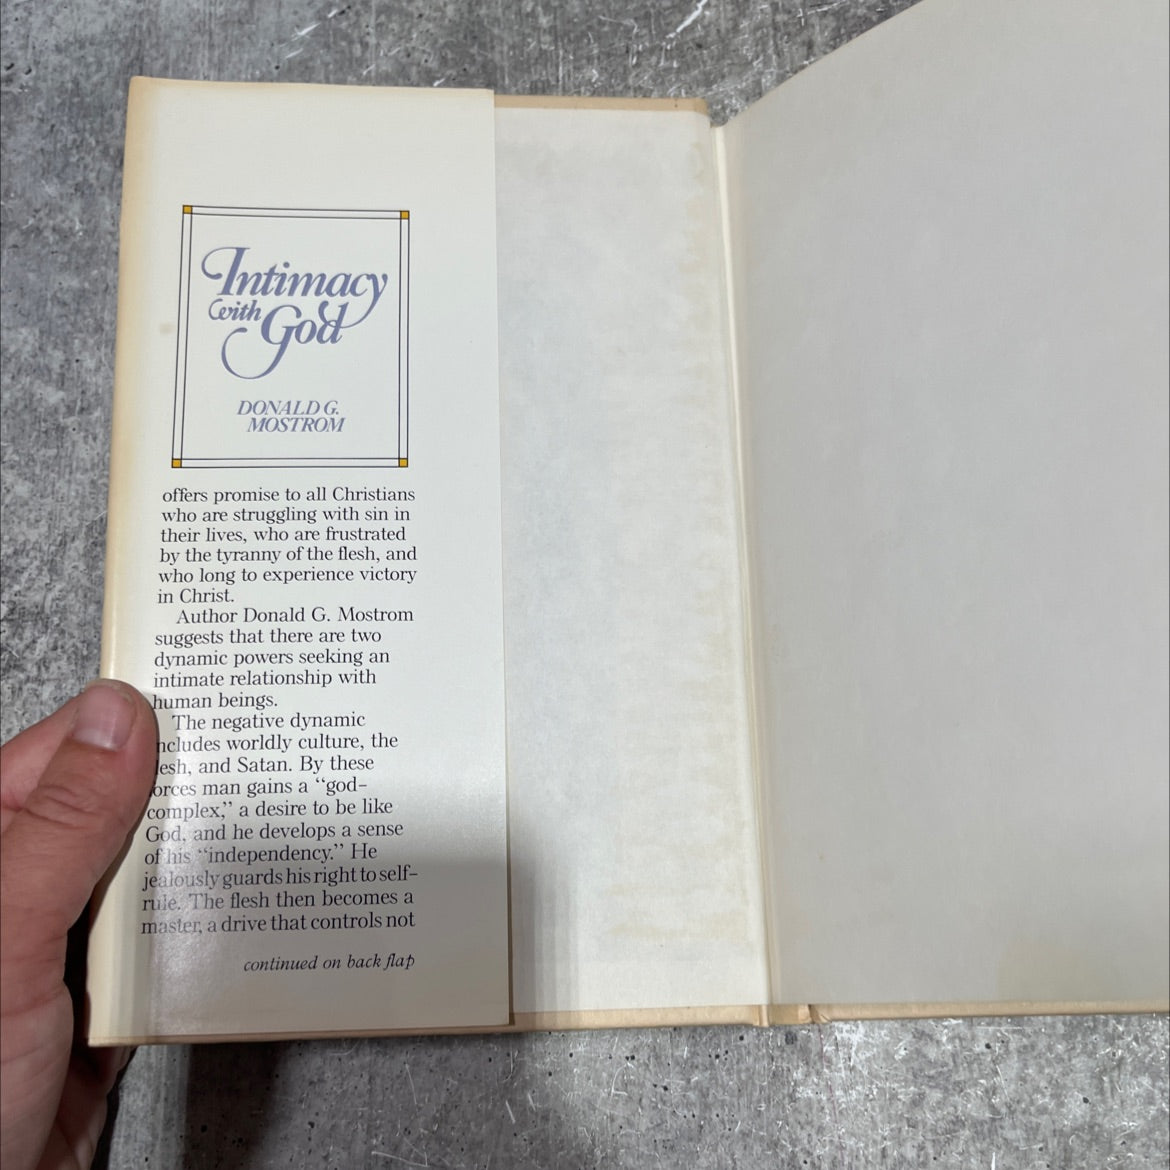 Intimacy
with
God
DONALD G.
MOSTROM
offers promise to all Christians
who are struggling with sin in
their lives, who are frustrated
by the tyranny of the flesh, and
who long to experience victory
in Christ.
Author Donald G. Mostrom
suggests that there are two
dynamic powers seeking an
intimate relationship with
human beings.
The negative dynamic
ncludes worldly culture, the
lesh, and Satan. By these
orces man gains a “god-
complex,” a desire to be like
God, and he develops a sense
of his “independency.” He
jealously guards his right to self-
rule. The flesh then becomes a
master, a drive that controls not
continued on back flap